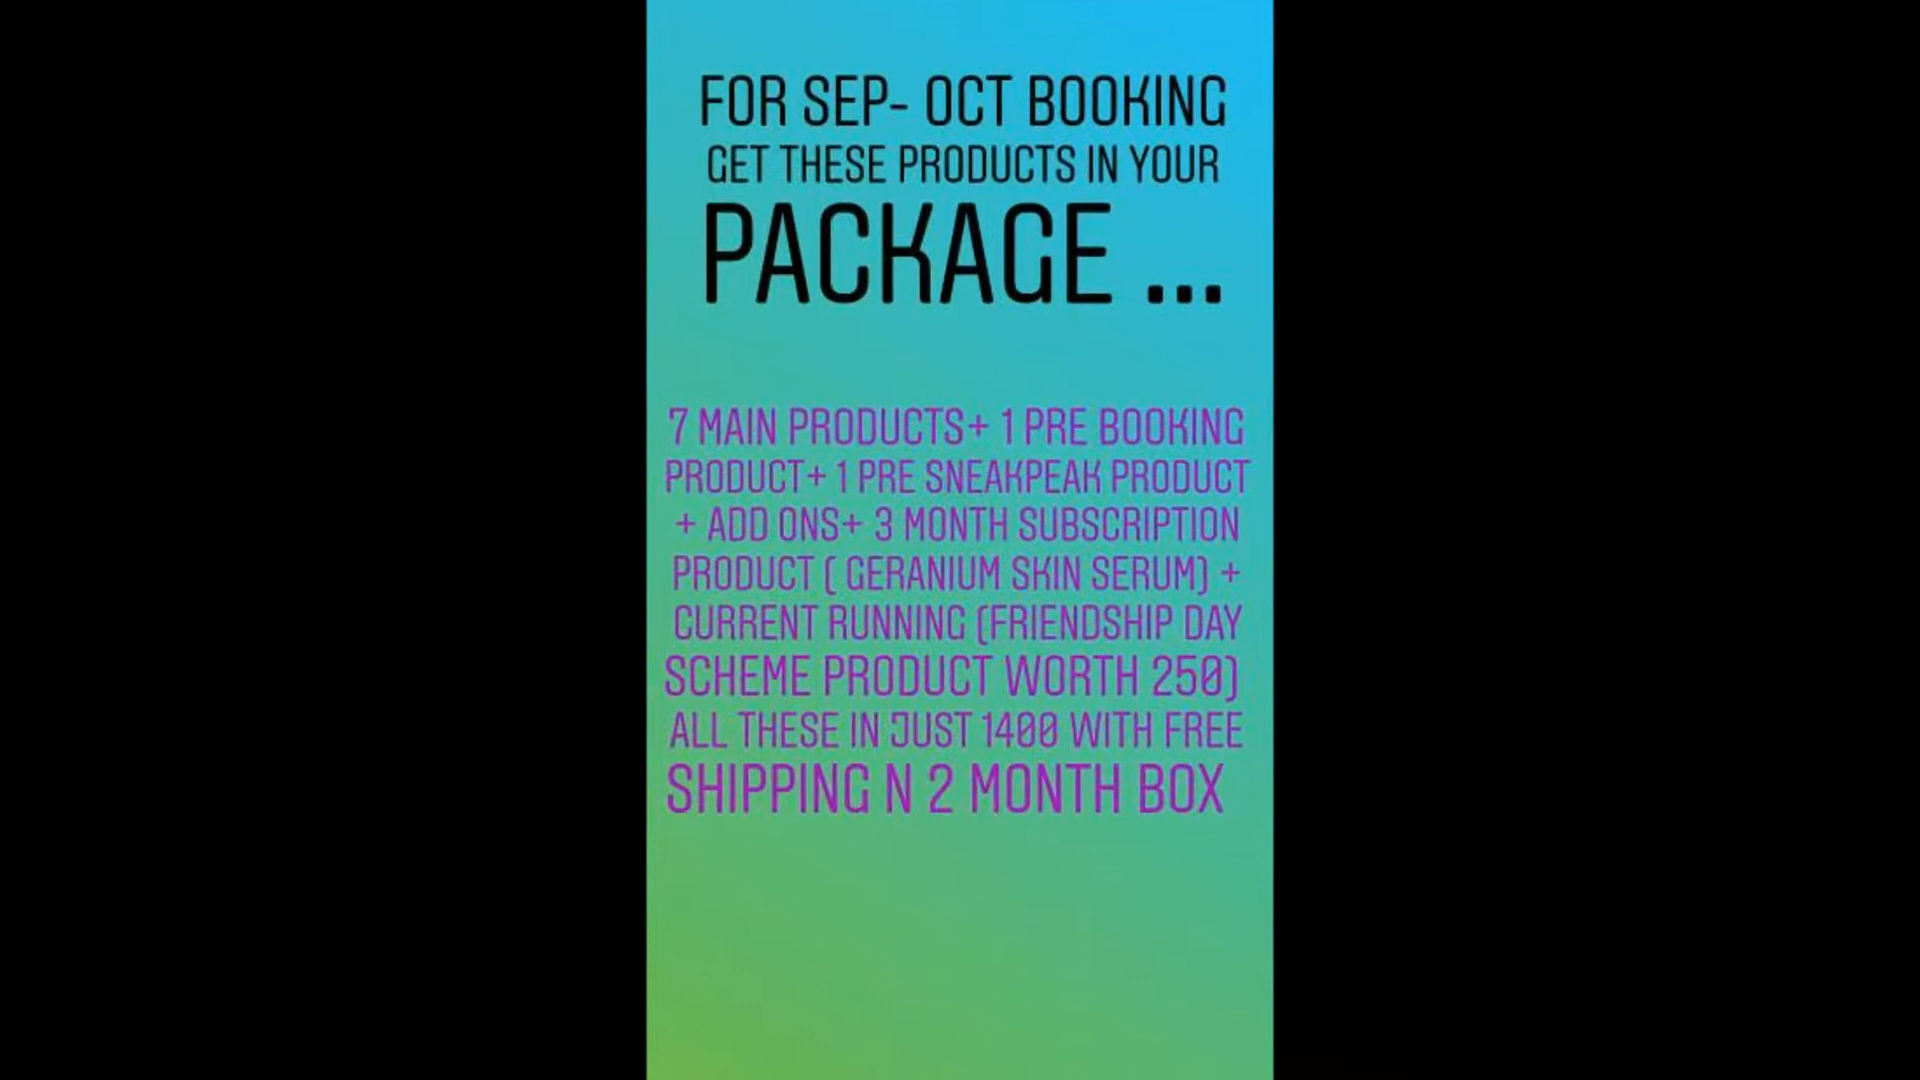 FOR SEP- OCT BOOKING
GET THESE PRODUCTS IN YOUR
PACKAGE ...
7 MAIN PRODUCTS+ 1 PRE BOOKING
PRODUCT+ 1 PRE SNEAKPEAK PRODUCT
+ ADD ONS+ 3 MONTH SUBSCRIPTION
PRODUCT ( GERANIUM SKIN SERUM) +
CURRENT RUNNING (FRIENDSHIP DAY
SCHEME PRODUCT WORTH 250)
ALL THESE IN JUST 1400 WITH FREE
SHIPPING N 2 MONTH BOX